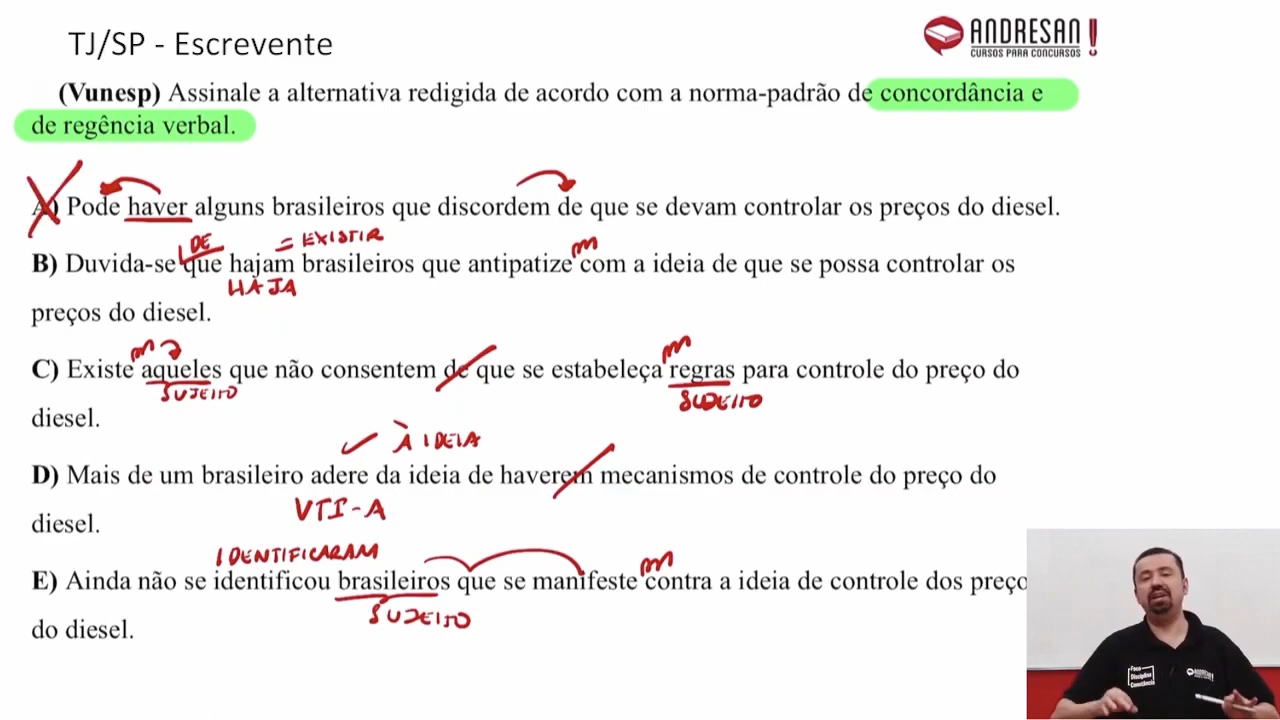 TJ/SP - Escrevente
ANDRESAN!
CURSOS PARA CONCURSOS
(Vunesp) Assinale a alternativa redigida de acordo com a norma-padrão de concordância e
de regência verbal.
A) Pode haver alguns brasileiros que discordem de que se devam controlar os preços do diesel.
DE = EXISTIR m
B) Duvida-se que hajam brasileiros que antipatize com a ideia de que se possa controlar os
HAJA
preços do diesel.
m m
C) Existe aqueles que não consentem de que se estabeleça regras para controle do preço do
SUJEITO SUJEITO
diesel.
À IDEIA
D) Mais de um brasileiro adere da ideia de haverem mecanismos de controle do preço do
VTI-A
diesel.
IDENTIFICARAM m
E) Ainda não se identificou brasileiros que se manifeste contra a ideia de controle dos preço
SUJEITO
do diesel.
Foco
Disciplina
Constância
ANDRESAN!